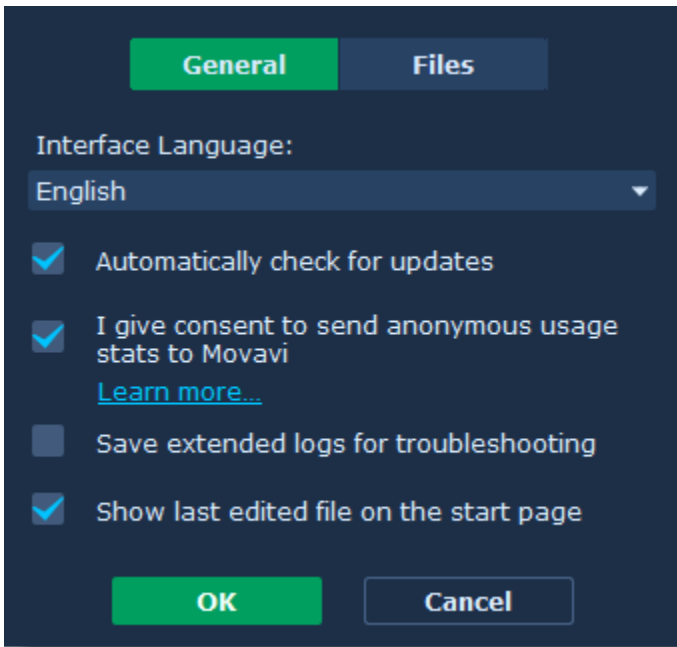 General Files
Interface Language:
English
Automatically check for updates
I give consent to send anonymous usage
stats to Movavi
Learn more...
Save extended logs for troubleshooting
Show last edited file on the start page
OK Cancel